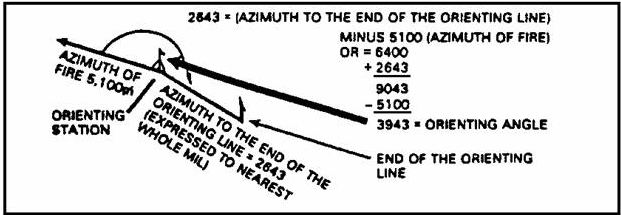 2643 = (AZIMUTH TO THE END OF THE ORIENTING LINE)
MINUS 5100 (AZIMUTH OF FIRE)
OR = 6400
+ 2643
9043
- 5100
3943 = ORIENTING ANGLE
AZIMUTH OF
FIRE 5,100ɱ
ORIENTING
STATION
AZIMUTH TO THE END OF THE
ORIENTING LINE = 2643
(EXPRESSED TO NEAREST
WHOLE MIL)
END OF THE ORIENTING
LINE